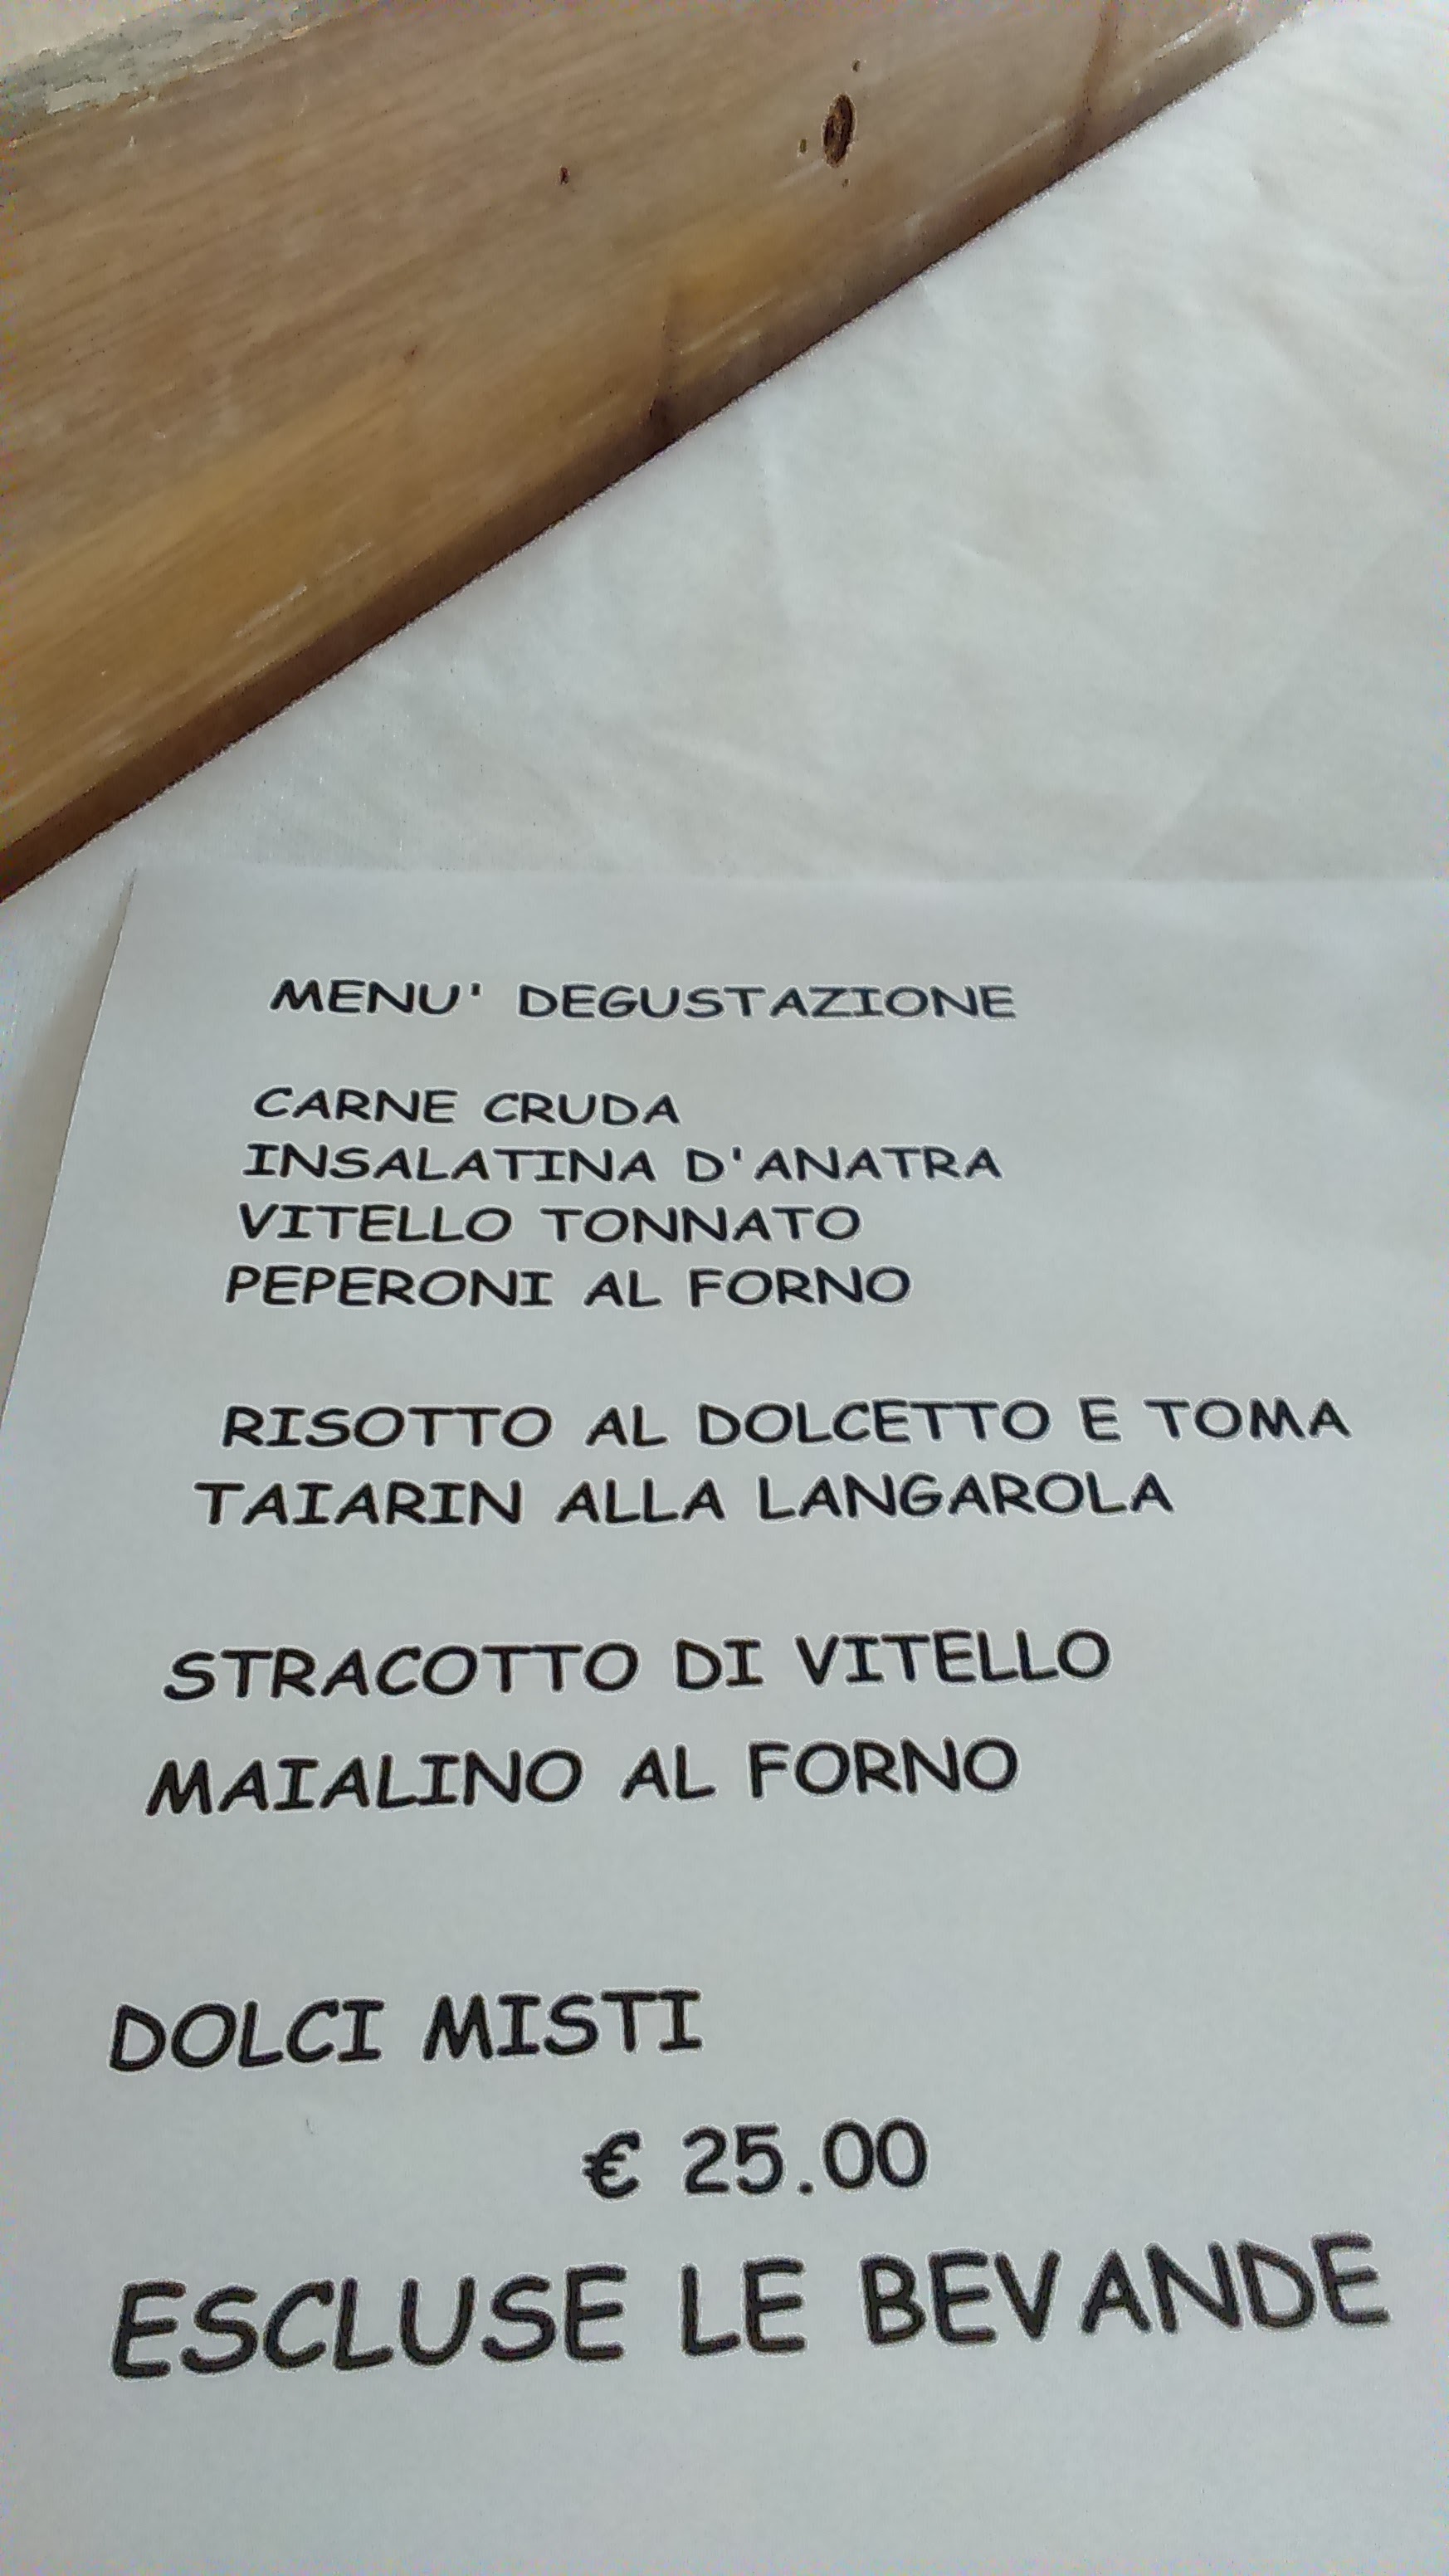 MENU' DEGUSTAZIONE
CARNE CRUDA
INSALATINA D'ANATRA
VITELLO TONNATO
PEPERONI AL FORNO
RISOTTO AL DOLCETTO E TOMA
TAIARIN ALLA LANGAROLA
STRACOTTO DI VITELLO
MAIALINO AL FORNO
DOLCI MISTI
€ 25.00
ESCLUSE LE BEVANDE